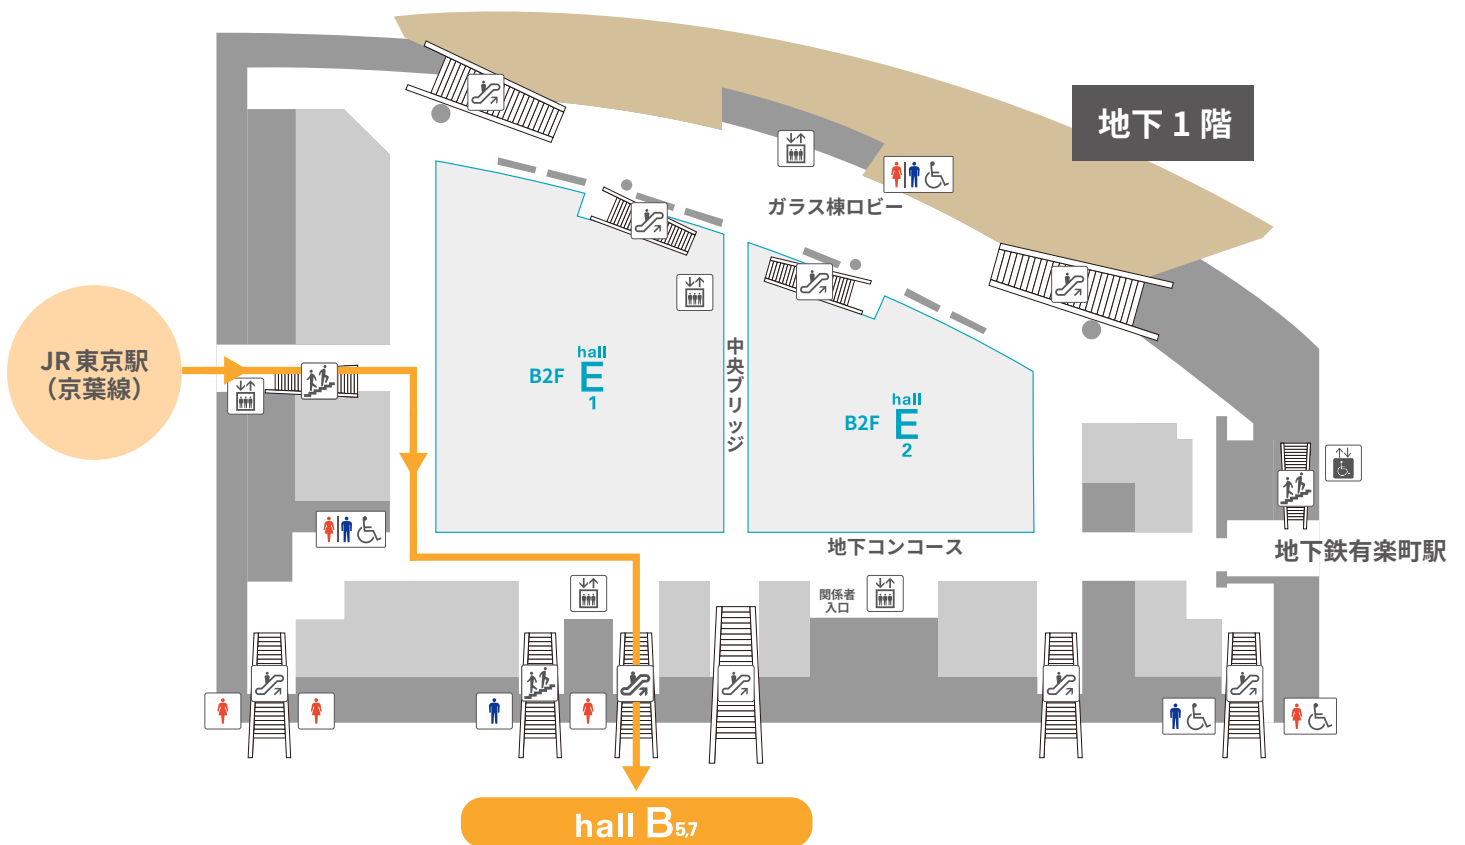 地下1階
ガラス棟ロビー
JR東京駅
（京葉線）
B2F
hall
E
1
中央ブリッジ
B2F
hall
E
2
地下コンコース
地下鉄有楽町駅
関係者
入口
hall B5,7